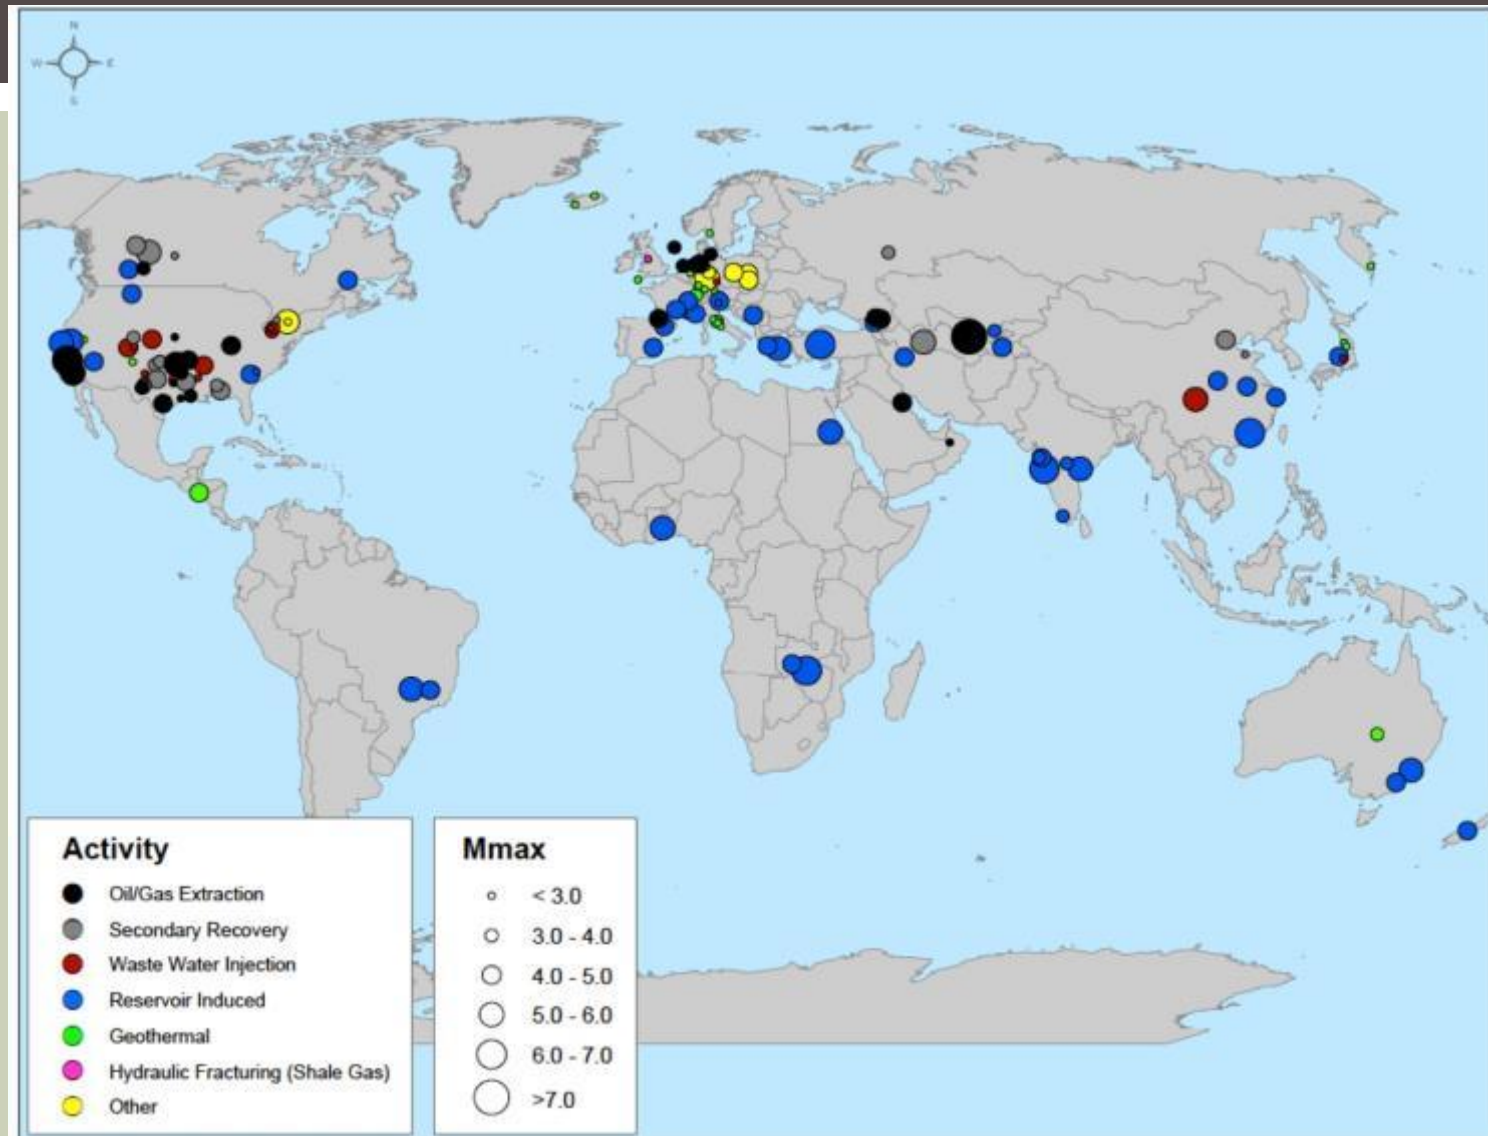 N
W
E
S
Activity
Oil/Gas Extraction
Secondary Recovery
Waste Water Injection
Reservoir Induced
Geothermal
Hydraulic Fracturing (Shale Gas)
Other
Mmax
< 3.0
3.0 - 4.0
4.0 - 5.0
5.0 - 6.0
6.0 - 7.0
>7.0